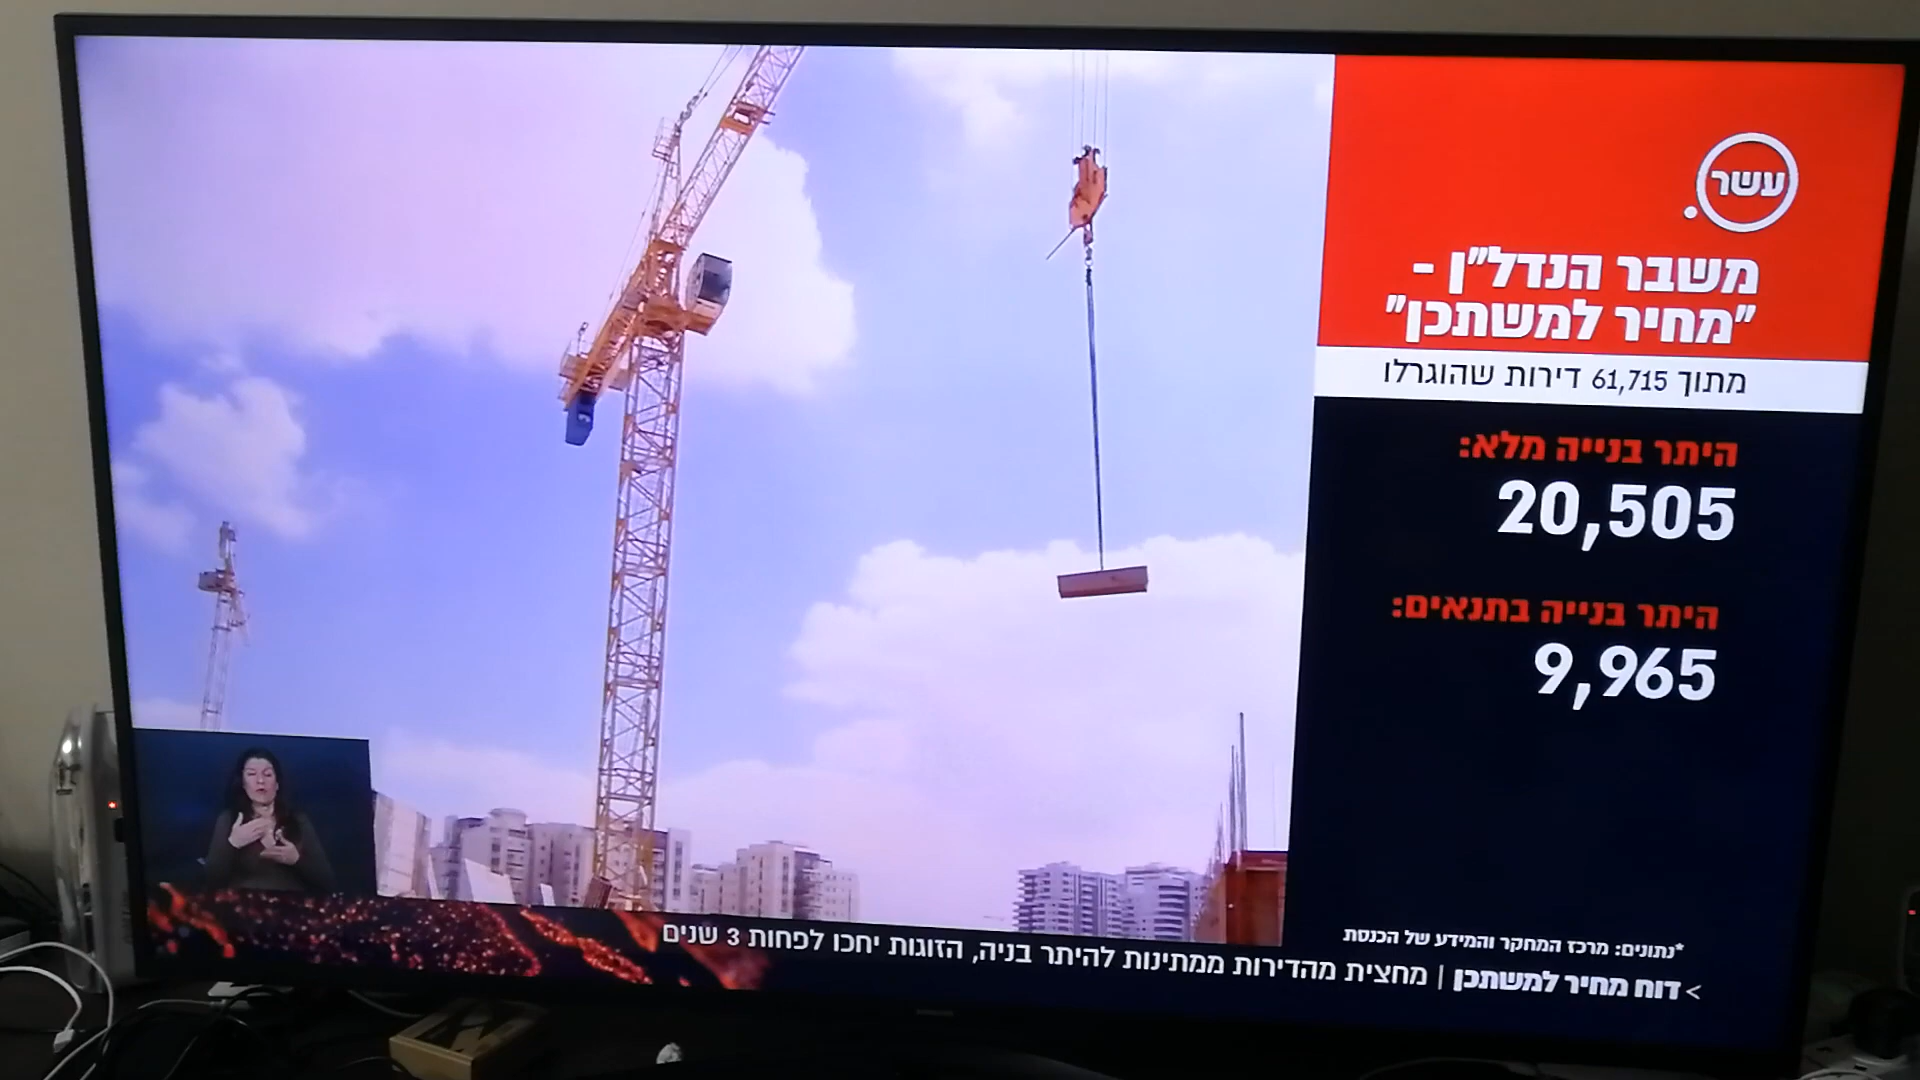 עשר.
משבר הנדל"ן -
"מחיר למשתכן"
מתוך 61,715 דירות שהוגרלו
היתר בנייה מלא:
20,505
היתר בנייה בתנאים:
9,965
*נתונים: מרכז המחקר והמידע של הכנסת
> דוח מחיר למשתכן | מחצית מהדירות ממתינות להיתר בניה, הזוגות יחכו לפחות 3 שנים